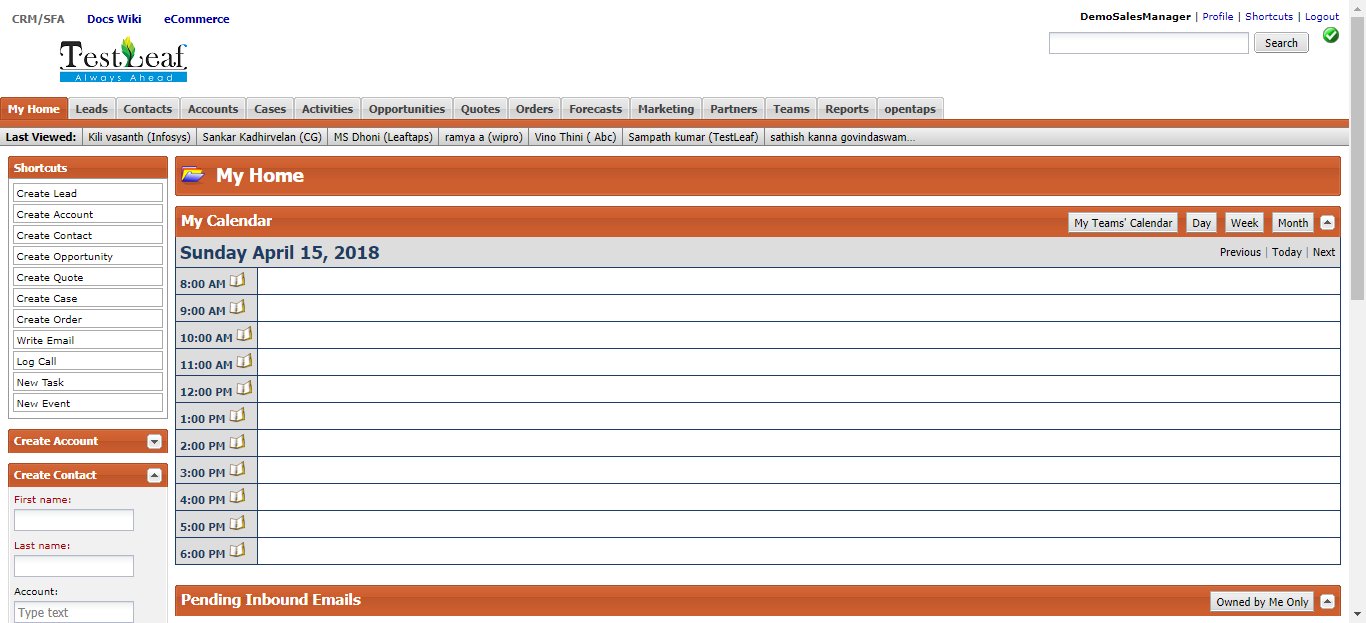 CRM/SFA Docs Wiki eCommerce
DemoSalesManager | Profile | Shortcuts | Logout
Search
TestLeaf
Always Ahead
My Home Leads Contacts Accounts Cases Activities Opportunities Quotes Orders Forecasts Marketing Partners Teams Reports opentaps
Last Viewed: Kili vasanth (Infosys) Sankar Kadhirvelan (CG) MS Dhoni (Leaftaps) ramya a (wipro) Vino Thini ( Abc) Sampath kumar (TestLeaf) sathish kanna govindaswam...
Shortcuts
Create Lead
Create Account
Create Contact
Create Opportunity
Create Quote
Create Case
Create Order
Write Email
Log Call
New Task
New Event
Create Account
Create Contact
First name:
Last name:
Account:
Type text
My Home
My Calendar My Teams' Calendar Day Week Month
Sunday April 15, 2018 Previous | Today | Next
8:00 AM
9:00 AM
10:00 AM
11:00 AM
12:00 PM
1:00 PM
2:00 PM
3:00 PM
4:00 PM
5:00 PM
6:00 PM
Pending Inbound Emails Owned by Me Only